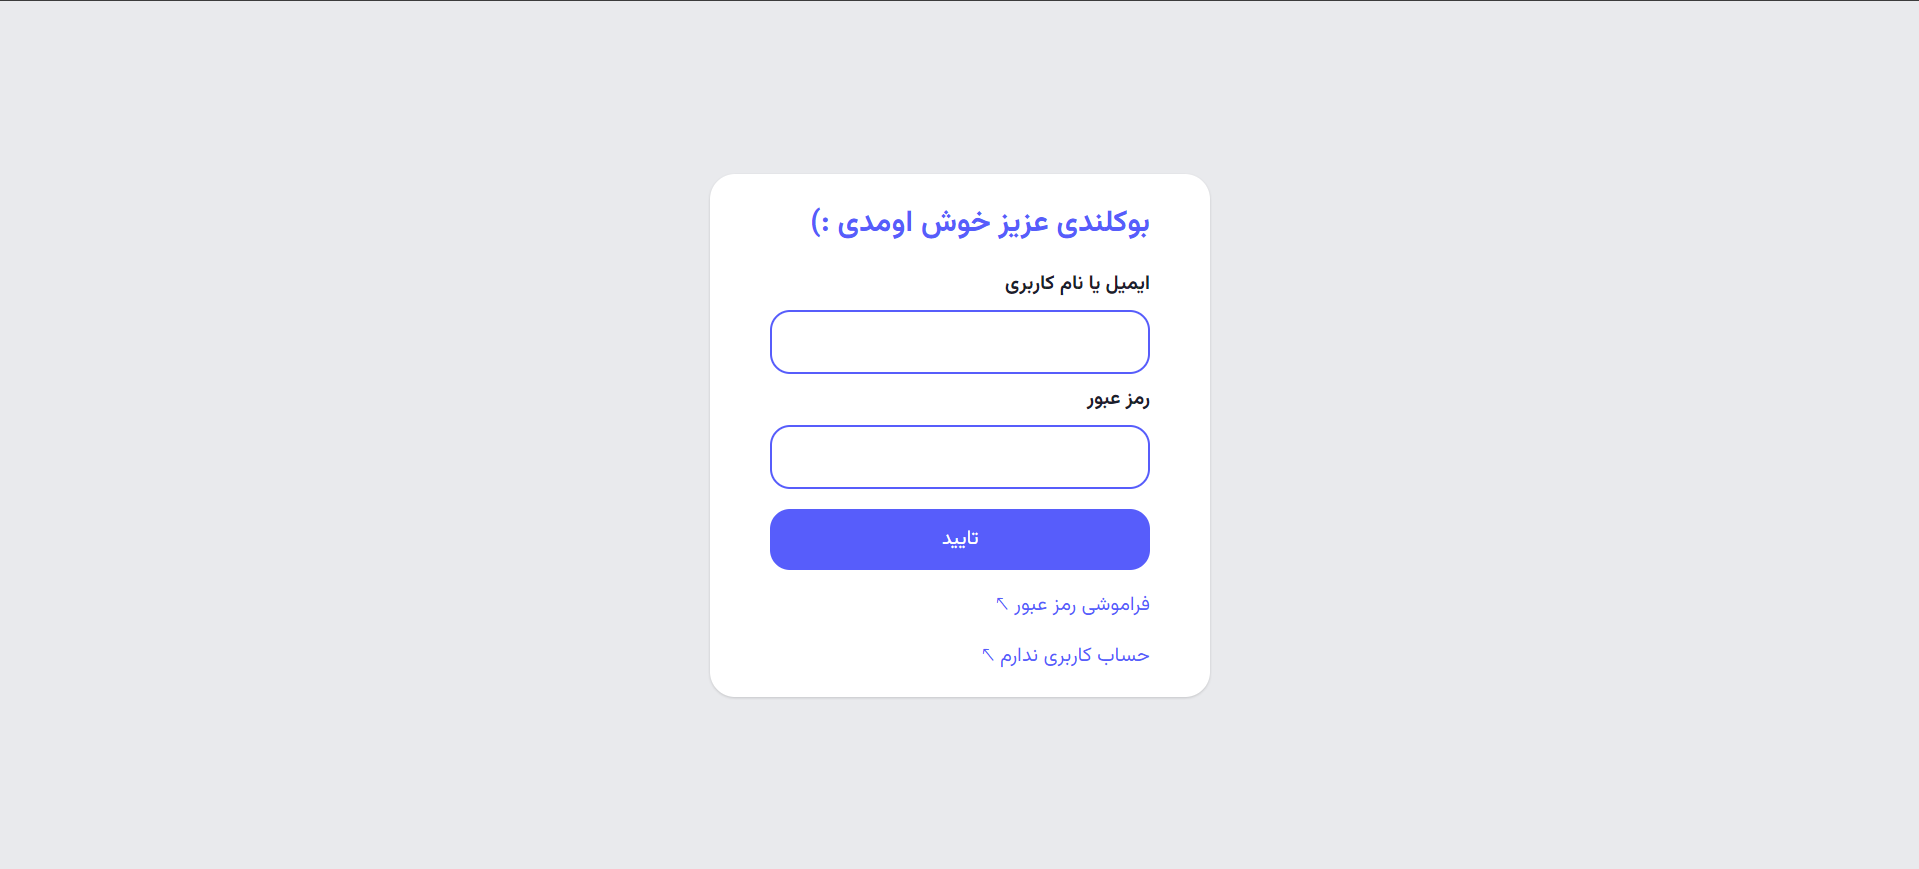 بوکلندی عزیز خوش اومدی :)
ایمیل یا نام کاربری
رمز عبور
تایید
فراموشی رمز عبور ↖
حساب کاربری ندارم ↖